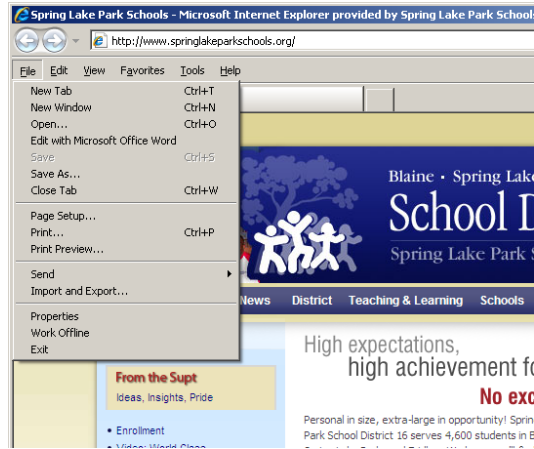 Spring Lake Park Schools - Microsoft Internet Explorer provided by Spring Lake Park Schools
http://www.springlakeparkschools.org/
File Edit View Favorites Tools Help
New Tab Ctrl+T
New Window Ctrl+N
Open... Ctrl+O
Edit with Microsoft Office Word
Save Ctrl+S
Save As...
Close Tab Ctrl+W
Page Setup...
Print... Ctrl+P
Print Preview...
Send
Import and Export...
Properties
Work Offline
Exit
Blaine · Spring Lake
School D
Spring Lake Park S
News District Teaching & Learning Schools
High expectations,
high achievement fo
No exc
From the Supt
Ideas, Insights, Pride
Personal in size, extra-large in opportunity! Sprin
• Enrollment
Park School District 16 serves 4,600 students in B